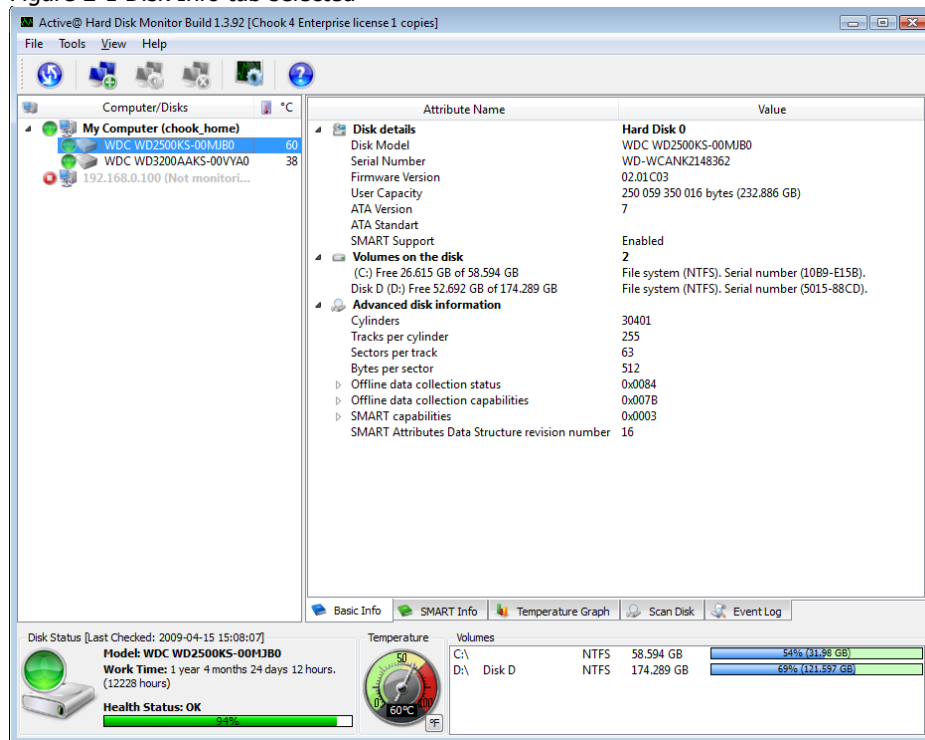 Figure 2-1 Disk Info tab selected
Active@ Hard Disk Monitor Build 1.3.92 [Chook 4 Enterprise license 1 copies]
File Tools View Help
Computer/Disks °C
My Computer (chook_home)
WDC WD2500KS-00MJB0 60
WDC WD3200AAKS-00VYA0 38
192.168.0.100 (Not monitori...
Attribute Name Value
Disk details Hard Disk 0
Disk Model WDC WD2500KS-00MJB0
Serial Number WD-WCANK2148362
Firmware Version 02.01C03
User Capacity 250 059 350 016 bytes (232.886 GB)
ATA Version 7
ATA Standart
SMART Support Enabled
Volumes on the disk 2
(C:) Free 26.615 GB of 58.594 GB File system (NTFS). Serial number (10B9-E15B).
Disk D (D:) Free 52.692 GB of 174.289 GB File system (NTFS). Serial number (5015-88CD).
Advanced disk information
Cylinders 30401
Tracks per cylinder 255
Sectors per track 63
Bytes per sector 512
Offline data collection status 0x0084
Offline data collection capabilities 0x007B
SMART capabilities 0x0003
SMART Attributes Data Structure revision number 16
Basic Info SMART Info Temperature Graph Scan Disk Event Log
Disk Status [Last Checked: 2009-04-15 15:08:07]
Model: WDC WD2500KS-00MJB0
Work Time: 1 year 4 months 24 days 12 hours.
(12228 hours)
Health Status: OK
94%
Temperature
50
0 100
60°C
°F
Volumes
C:\ NTFS 58.594 GB 54% (31.98 GB)
D:\ Disk D NTFS 174.289 GB 69% (121.597 GB)